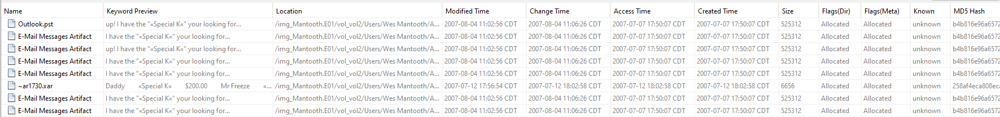 Name Keyword Preview Location Modified Time Change Time Access Time Created Time Size Flags(Dir) Flags(Meta) Known MD5 Hash
Outlook.pst up! I have the "«Special K«" your looking for... /img_Mantooth.E01/vol_vol2/Users/Wes Mantooth/A... 2007-08-04 11:02:56 CDT 2007-08-04 11:06:26 CDT 2007-07-07 17:50:07 CDT 2007-07-07 17:50:07 CDT 525312 Allocated Allocated unknown b4b816e96a6572
E-Mail Messages Artifact I have the "«Special K«" your looking for... /img_Mantooth.E01/vol_vol2/Users/Wes Mantooth/A... 2007-08-04 11:02:56 CDT 2007-08-04 11:06:26 CDT 2007-07-07 17:50:07 CDT 2007-07-07 17:50:07 CDT 525312 Allocated Allocated unknown b4b816e96a6572
E-Mail Messages Artifact up! I have the "«Special K«" your looking for... /img_Mantooth.E01/vol_vol2/Users/Wes Mantooth/A... 2007-08-04 11:02:56 CDT 2007-08-04 11:06:26 CDT 2007-07-07 17:50:07 CDT 2007-07-07 17:50:07 CDT 525312 Allocated Allocated unknown b4b816e96a6572
E-Mail Messages Artifact I have the "«Special K«" your looking for... /img_Mantooth.E01/vol_vol2/Users/Wes Mantooth/A... 2007-08-04 11:02:56 CDT 2007-08-04 11:06:26 CDT 2007-07-07 17:50:07 CDT 2007-07-07 17:50:07 CDT 525312 Allocated Allocated unknown b4b816e96a6572
E-Mail Messages Artifact I have the "«Special K«" your looking for... /img_Mantooth.E01/vol_vol2/Users/Wes Mantooth/A... 2007-08-04 11:02:56 CDT 2007-08-04 11:06:26 CDT 2007-07-07 17:50:07 CDT 2007-07-07 17:50:07 CDT 525312 Allocated Allocated unknown b4b816e96a6572
~ar1730.xar Daddy «Special K« $200.00 Mr Freeze «... /img_Mantooth.E01/vol_vol2/Users/Wes Mantooth/A... 2007-07-12 17:56:54 CDT 2007-07-12 18:02:58 CDT 2007-07-12 18:02:58 CDT 2007-07-12 18:02:58 CDT 6656 Allocated Allocated unknown 258af4eca808eca
E-Mail Messages Artifact I have the "«Special K«" your looking for... /img_Mantooth.E01/vol_vol2/Users/Wes Mantooth/A... 2007-08-04 11:02:56 CDT 2007-08-04 11:06:26 CDT 2007-07-07 17:50:07 CDT 2007-07-07 17:50:07 CDT 525312 Allocated Allocated unknown b4b816e96a6572
E-Mail Messages Artifact I have the "«Special K«" your looking for... /img_Mantooth.E01/vol_vol2/Users/Wes Mantooth/A... 2007-08-04 11:02:56 CDT 2007-08-04 11:06:26 CDT 2007-07-07 17:50:07 CDT 2007-07-07 17:50:07 CDT 525312 Allocated Allocated unknown b4b816e96a6572